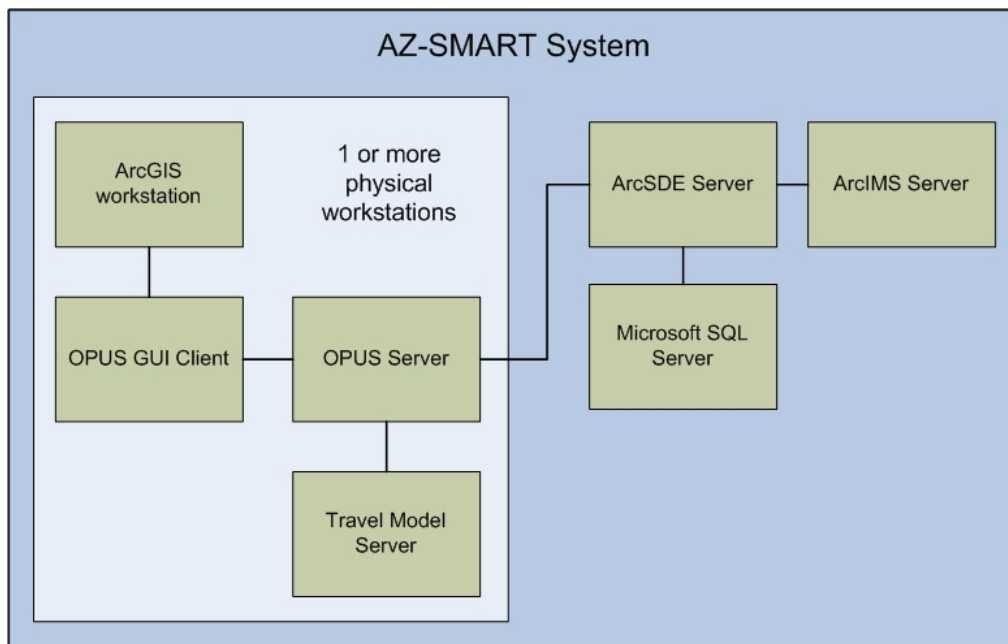 AZ-SMART System
ArcGIS
workstation
1 or more
physical
workstations
ArcSDE Server
ArcIMS Server
OPUS GUI Client
OPUS Server
Microsoft SQL
Server
Travel Model
Server